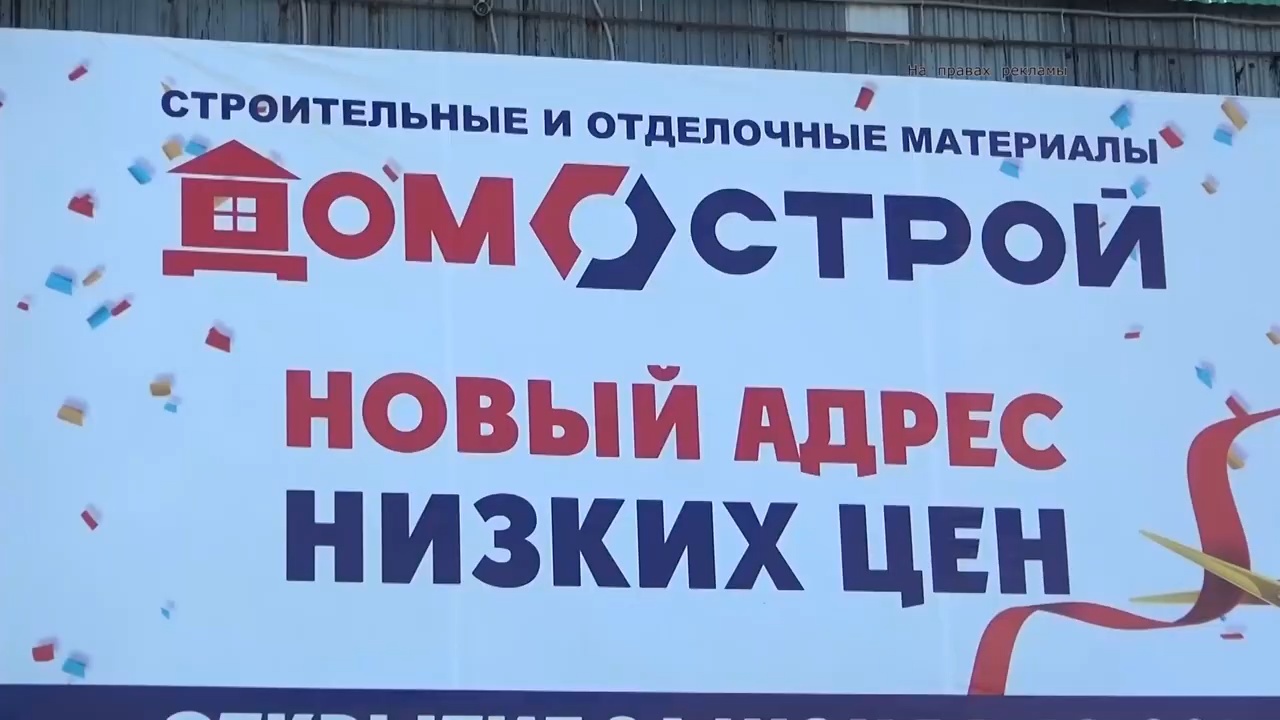 На правах рекламы
СТРОИТЕЛЬНЫЕ И ОТДЕЛОЧНЫЕ МАТЕРИАЛЫ
ДОМОСТРОЙ
НОВЫЙ АДРЕС
НИЗКИХ ЦЕН